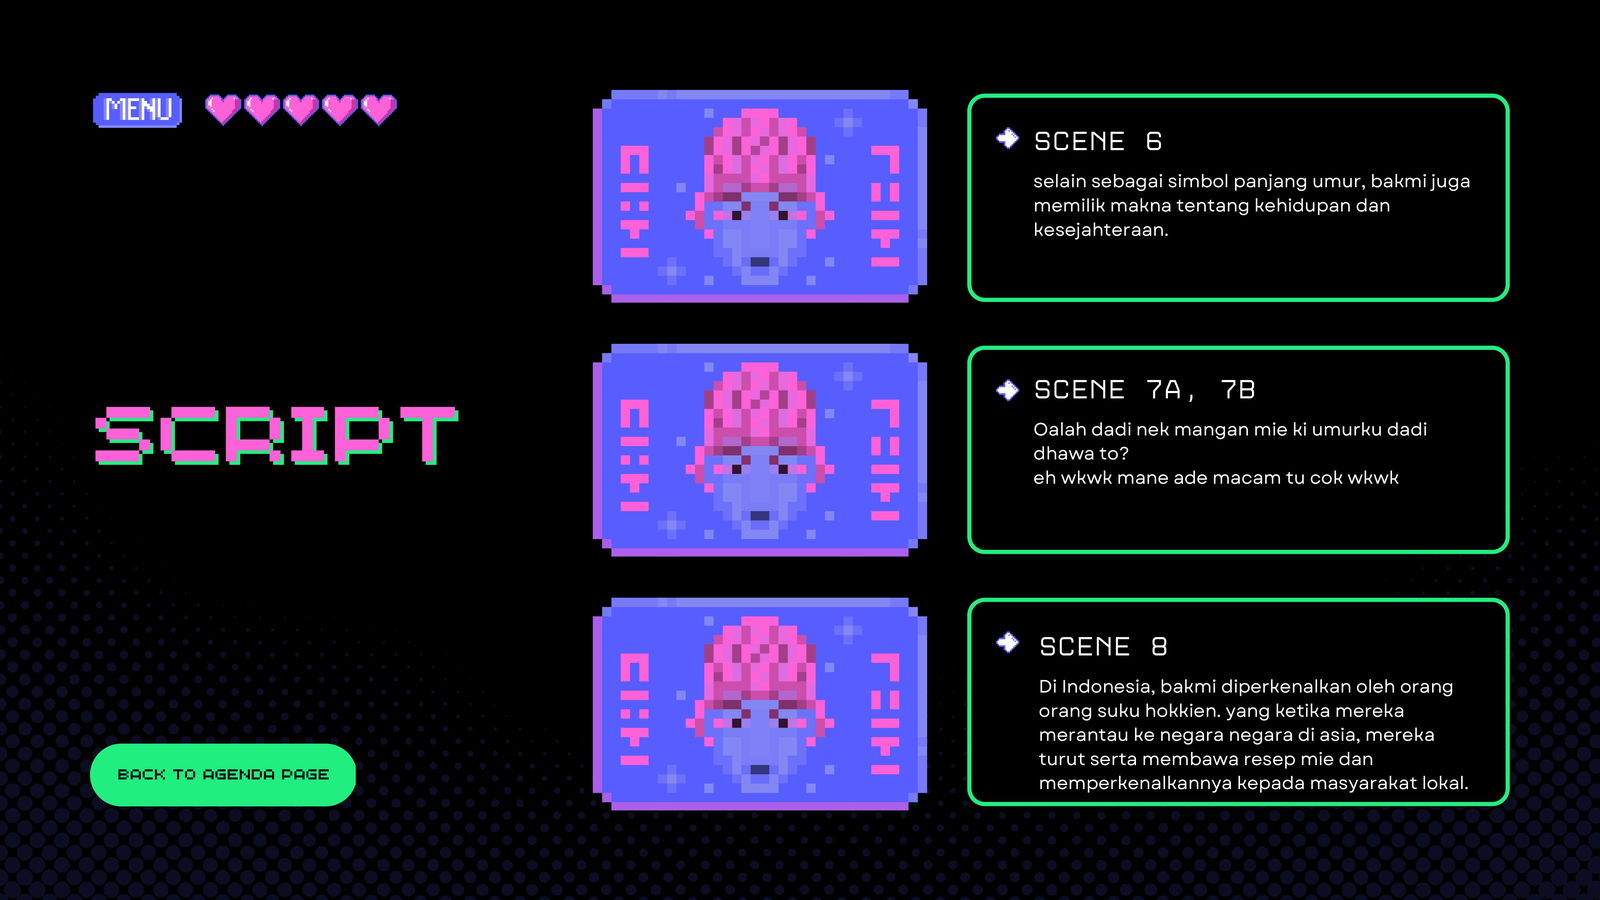 MENU
SCRIPT
BACK TO AGENDA PAGE
SCENE 6
selain sebagai simbol panjang umur, bakmi juga
memilik makna tentang kehidupan dan
kesejahteraan.
SCENE 7A, 7B
Oalah dadi nek mangan mie ki umurku dadi
dhawa to?
eh wkwk mane ade macam tu cok wkwk
SCENE 8
Di Indonesia, bakmi diperkenalkan oleh orang
orang suku hokkien. yang ketika mereka
merantau ke negara negara di asia, mereka
turut serta membawa resep mie dan
memperkenalkannya kepada masyarakat lokal.